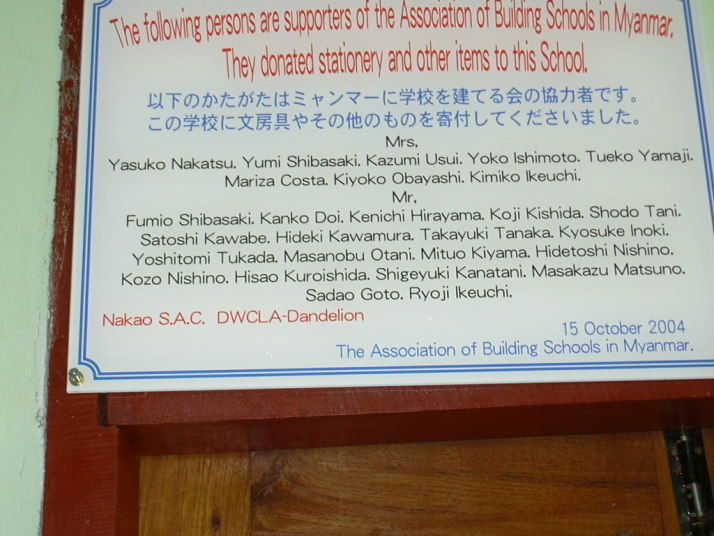 The following persons are supporters of the Association of Building Schools in Myanmar.
They donated stationery and other items to this School.
以下のかたがたはミャンマーに学校を建てる会の協力者です。
この学校に文房具やその他のものを寄付してくださいました。
Mrs,
Yasuko Nakatsu. Yumi Shibasaki. Kazumi Usui. Yoko Ishimoto. Tueko Yamaji.
Mariza Costa. Kiyoko Obayashi. Kimiko Ikeuchi.
Mr,
Fumio Shibasaki. Kanko Doi. Kenichi Hirayama. Koji Kishida. Shodo Tani.
Satoshi Kawabe. Hideki Kawamura. Takayuki Tanaka. Kyosuke Inoki.
Yoshitomi Tukada. Masanobu Otani. Mituo Kiyama. Hidetoshi Nishino.
Kozo Nishino. Hisao Kuroishida. Shigeyuki Kanatani. Masakazu Matsuno.
Sadao Goto. Ryoji Ikeuchi.
Nakao S.A.C. DWCLA-Dandelion
15 October 2004
The Association of Building Schools in Myanmar.